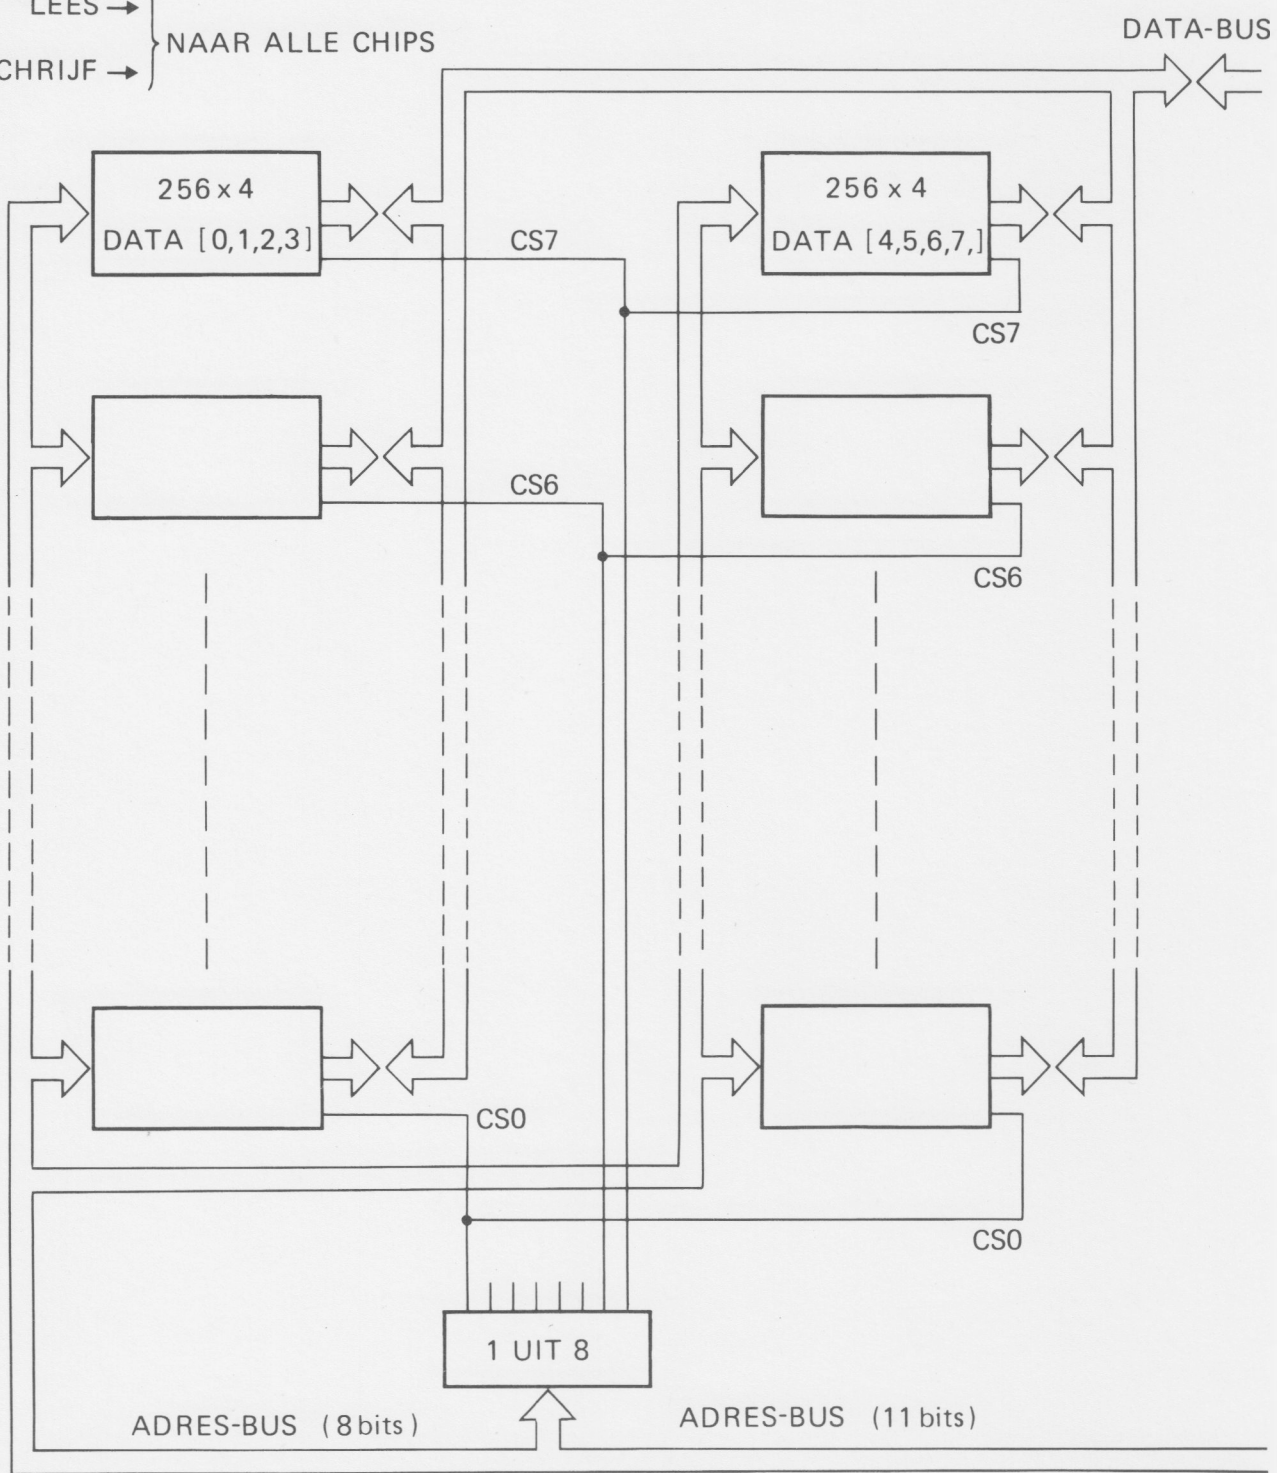 LEES →
NAAR ALLE CHIPS
CHRIJF →
DATA-BUS
256 x 4
DATA [0,1,2,3]
256 x 4
DATA [4,5,6,7,]
CS7
CS7
CS6
CS6
CS0
CS0
1 UIT 8
ADRES-BUS (8 bits)
ADRES-BUS (11 bits)